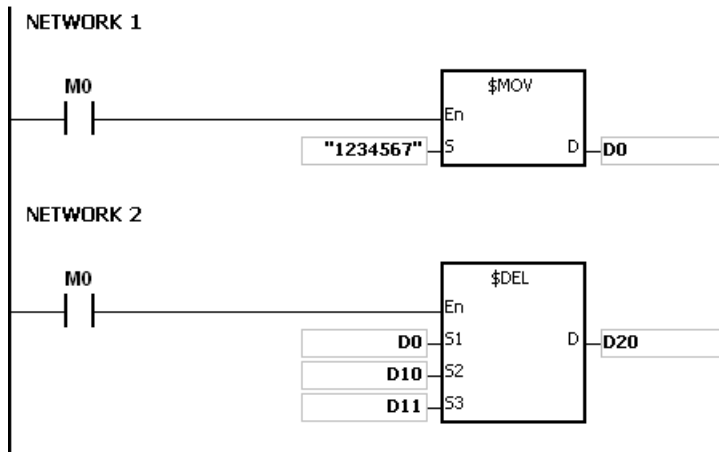 NETWORK 1
M0
$MOV
En
"1234567" S D D0
NETWORK 2
M0
$DEL
En
D0 S1 D D20
D10 S2
D11 S3